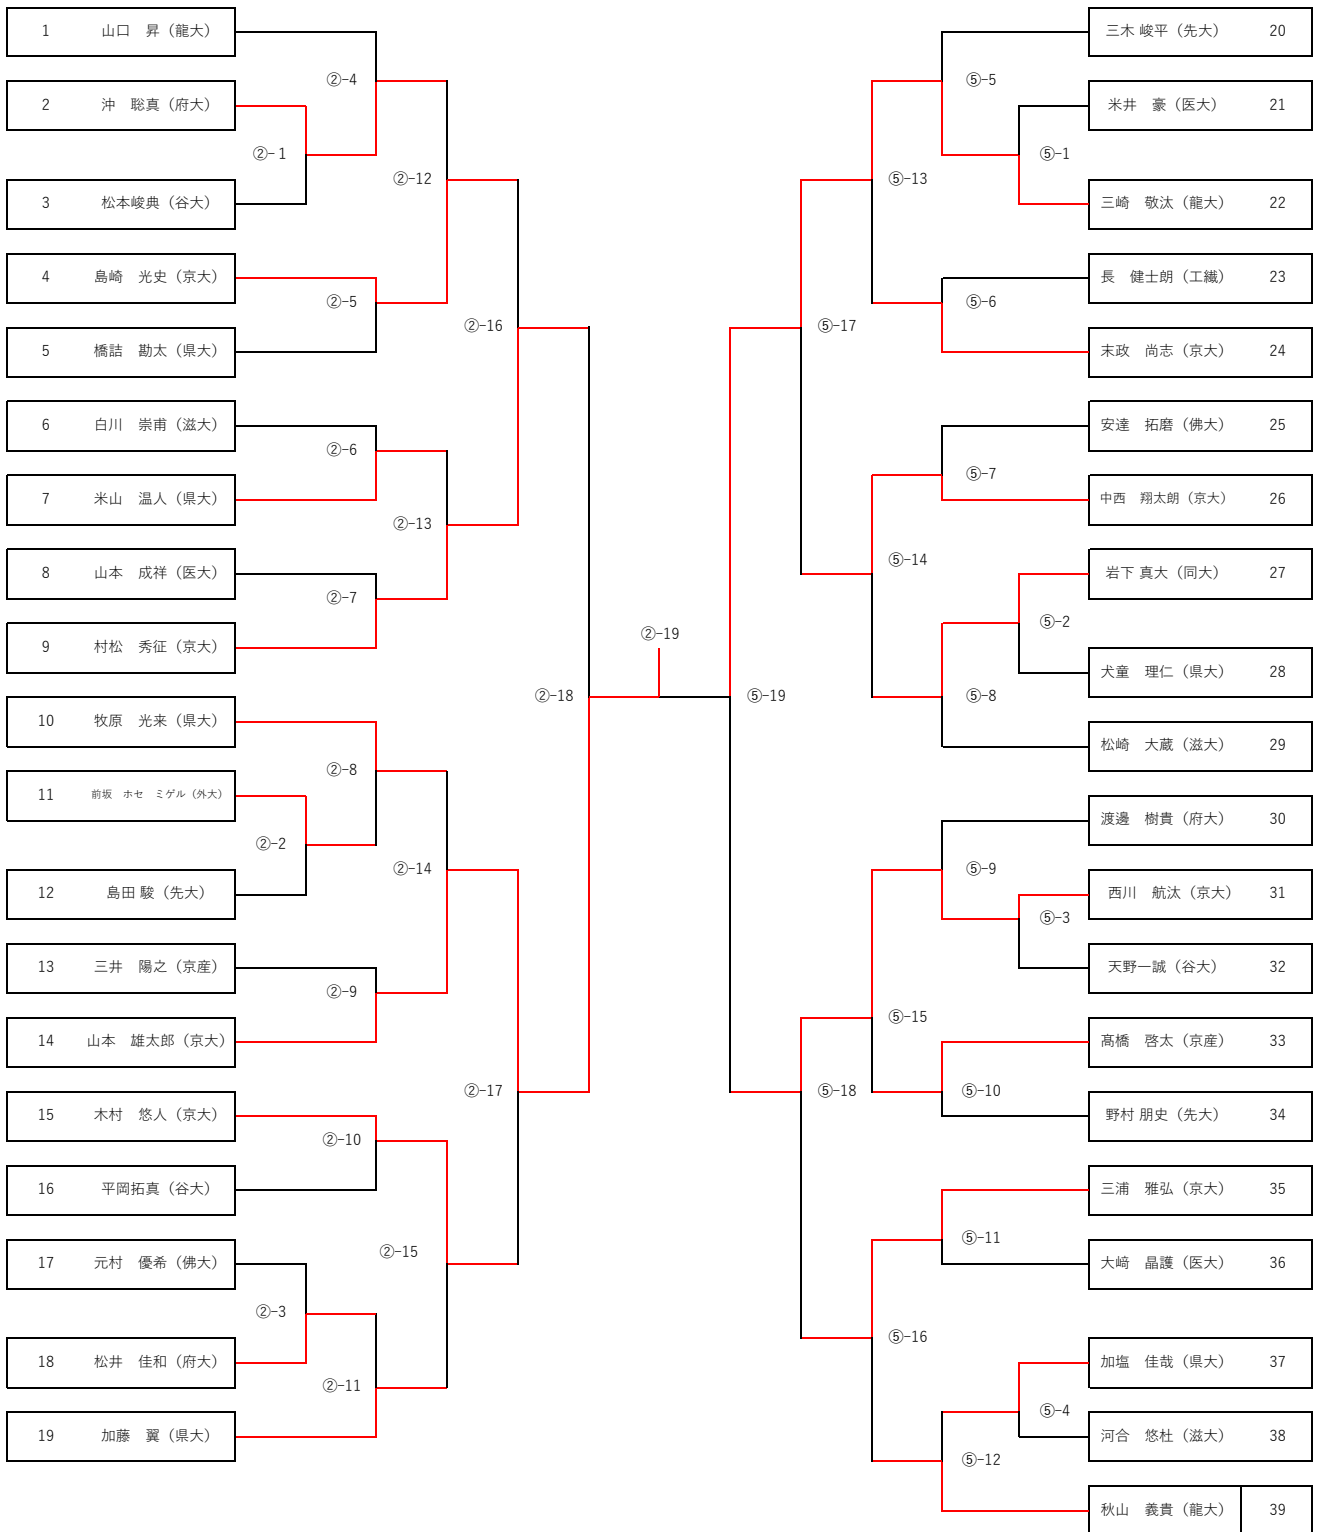 1 山口　昇（龍大）
②-4
2 沖　聡真（府大）
②-1
3 松本峻典（谷大）
②-12
4 島崎　光史（京大）
②-5
5 橋詰　勘太（県大）
②-16
6 白川　崇甫（滋大）
②-6
7 米山　温人（県大）
②-13
8 山本　成祥（医大）
②-7
9 村松　秀征（京大）
②-18
10 牧原　光来（県大）
②-8
11 前坂　ホセ　ミゲル（外大）
②-2
12 島田 駿（先大）
②-14
13 三井　陽之（京産）
②-9
14 山本　雄太郎（京大）
②-17
15 木村　悠人（京大）
②-10
16 平岡拓真（谷大）
②-15
17 元村　優希（佛大）
②-3
18 松井　佳和（府大）
②-11
19 加藤　翼（県大）
②-19
三木 峻平（先大） 20
⑤-5
米井　豪（医大） 21
⑤-1
三崎　敬汰（龍大） 22
⑤-13
長　健士朗（工繊） 23
⑤-6
末政　尚志（京大） 24
⑤-17
安達　拓磨（佛大） 25
⑤-7
中西　翔太朗（京大） 26
⑤-14
岩下 真大（同大） 27
⑤-2
犬童　理仁（県大） 28
⑤-8
⑤-19
松崎　大蔵（滋大） 29
渡邊　樹貴（府大） 30
⑤-9
西川　航汰（京大） 31
⑤-3
天野一誠（谷大） 32
⑤-15
髙橋　啓太（京産） 33
⑤-10
⑤-18
野村 朋史（先大） 34
三浦　雅弘（京大） 35
⑤-11
大﨑　晶護（医大） 36
⑤-16
加塩　佳哉（県大） 37
⑤-4
河合　悠杜（滋大） 38
⑤-12
秋山　義貴（龍大） 39